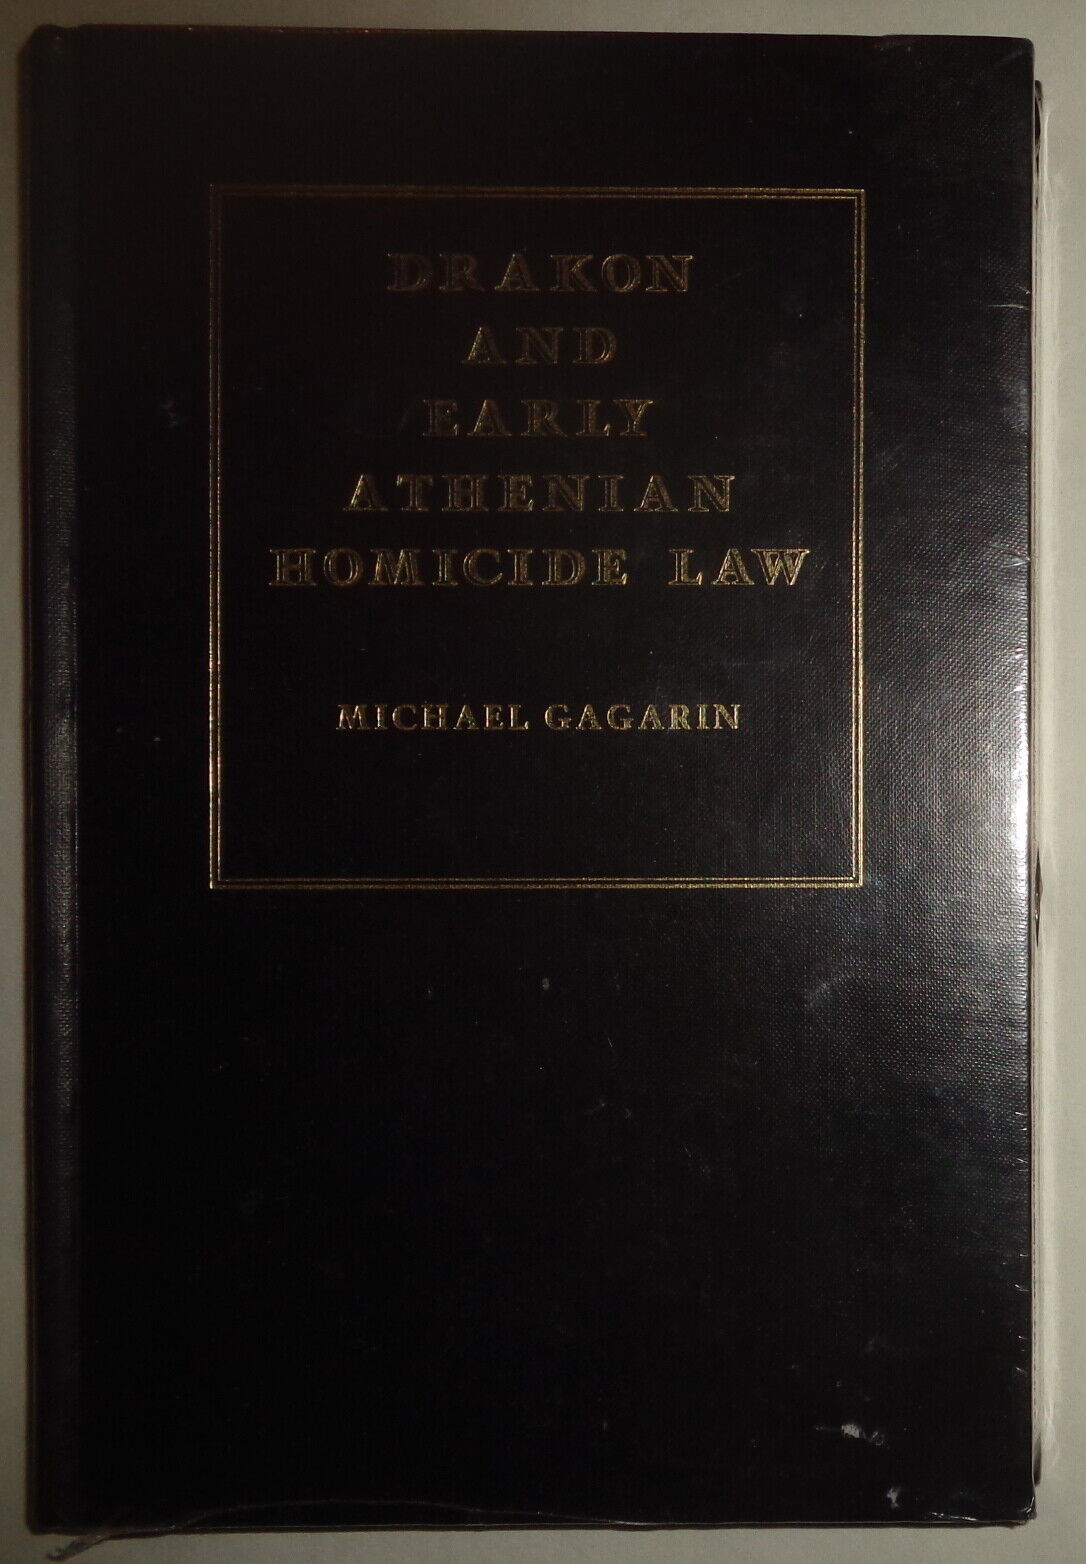 DRAKON
AND
EARLY
ATHENIAN
HOMICIDE LAW
MICHAEL GAGARIN